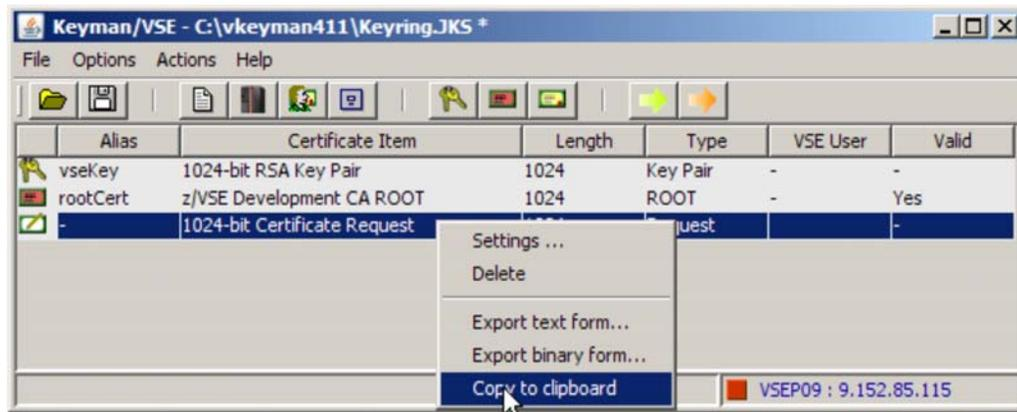 Keyman/VSE - C:\vkeyman411\Keyring.JKS *
File Options Actions Help
Alias Certificate Item Length Type VSE User Valid
vseKey 1024-bit RSA Key Pair 1024 Key Pair - -
rootCert z/VSE Development CA ROOT 1024 ROOT - Yes
- 1024-bit Certificate Request -
Settings ...
Delete
Export text form...
Export binary form...
Copy to clipboard
VSEP09 : 9.152.85.115